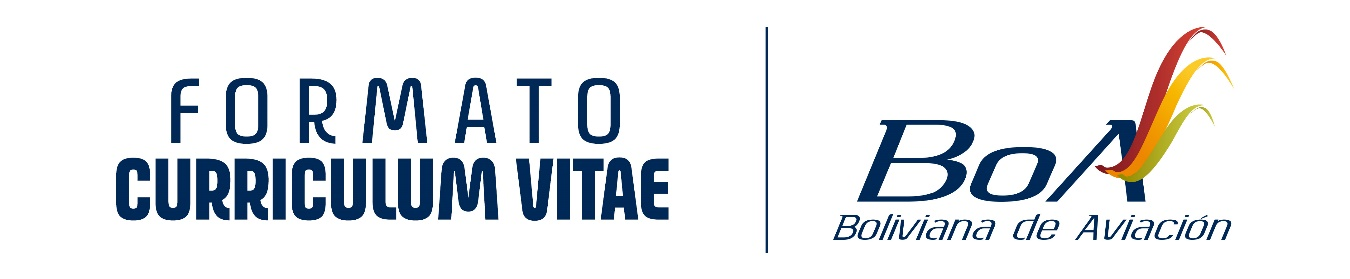 FORMATO
CURRICULUM VITAE
BoA
Boliviana de Aviación